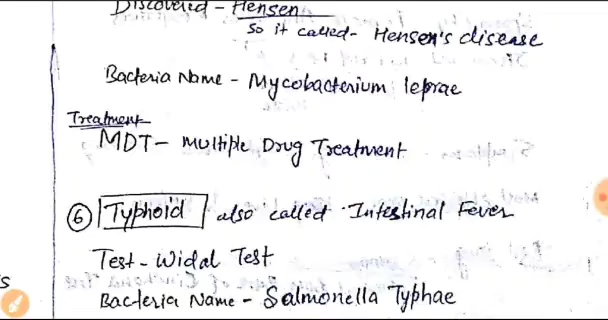 Discovered - Hensen
so it called - Hensen's disease
Bacteria Name - Mycobacterium leprae
Treatment
MDT - Multiple Drug Treatment
⑥ Typhoid also called Intestinal Fever
Test - Widal Test
Bacteria Name - Salmonella Typhae